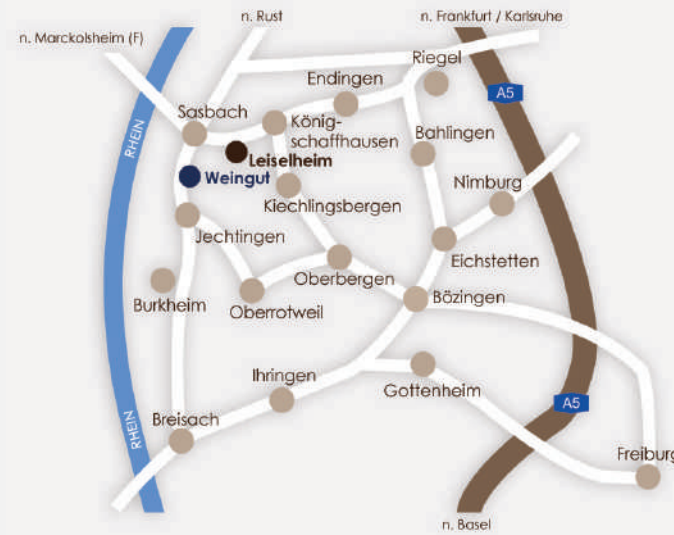 n. Rust
n. Frankfurt / Karlsruhe
n. Marckolsheim (F)
Riegel
Endingen
A5
Sasbach
RHEIN
König-
schaffhausen
Bahlingen
Leiselheim
Weingut
Nimburg
Kiechlingsbergen
Jechtingen
Eichstetten
Oberbergen
Burkheim
Oberrotweil
Bözingen
Ihringen
Gottenheim
A5
Breisach
RHEIN
Freiburg
n. Basel